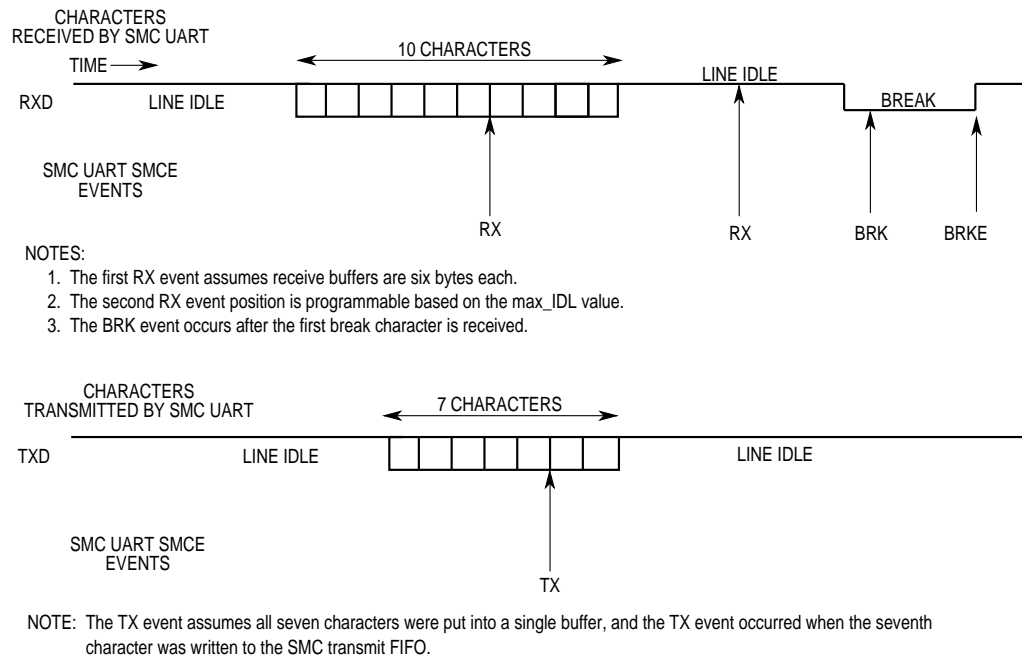 CHARACTERS
RECEIVED BY SMC UART
10 CHARACTERS
TIME
LINE IDLE
RXD
LINE IDLE
BREAK
SMC UART SMCE
EVENTS
RX
RX
BRK
BRKE
NOTES:
1. The first RX event assumes receive buffers are six bytes each.
2. The second RX event position is programmable based on the max_IDL value.
3. The BRK event occurs after the first break character is received.
CHARACTERS
TRANSMITTED BY SMC UART
7 CHARACTERS
TXD
LINE IDLE
LINE IDLE
SMC UART SMCE
EVENTS
TX
NOTE: The TX event assumes all seven characters were put into a single buffer, and the TX event occurred when the seventh
character was written to the SMC transmit FIFO.